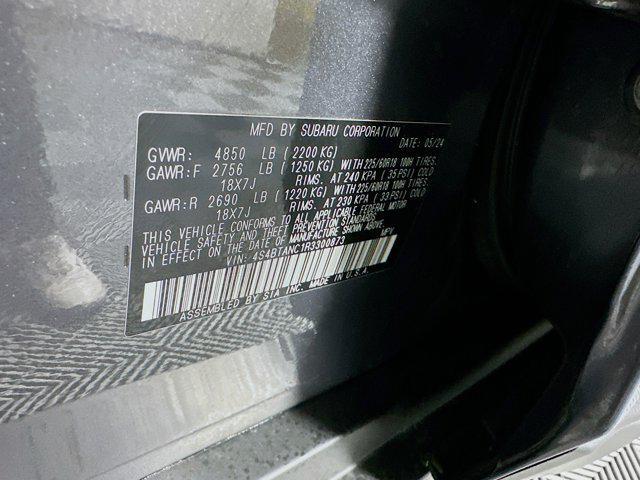 MFD BY SUBARU CORPORATION
DATE: 05/24
GVWR: 4850 LB ( 2200 KG)
GAWR:F 2756 LB ( 1250 KG) WITH 225/60R18 100H TIRES.
18X7J RIMS. AT 240 KPA ( 35 PSI) COLD
GAWR:R 2690 LB ( 1220 KG) WITH 225/60R18 100H TIRES.
18X7J RIMS. AT 230 KPA ( 33 PSI) COLD
THIS VEHICLE CONFORMS TO ALL APPLICABLE FEDERAL MOTOR
VEHICLE SAFETY AND THEFT PREVENTION STANDARDS
IN EFFECT ON THE DATE OF MANUFACTURE SHOWN ABOVE.
VIN: 4S4BTANC1R3300873 MPV
ASSEMBLED BY SIA INC. MADE IN U.S.A.